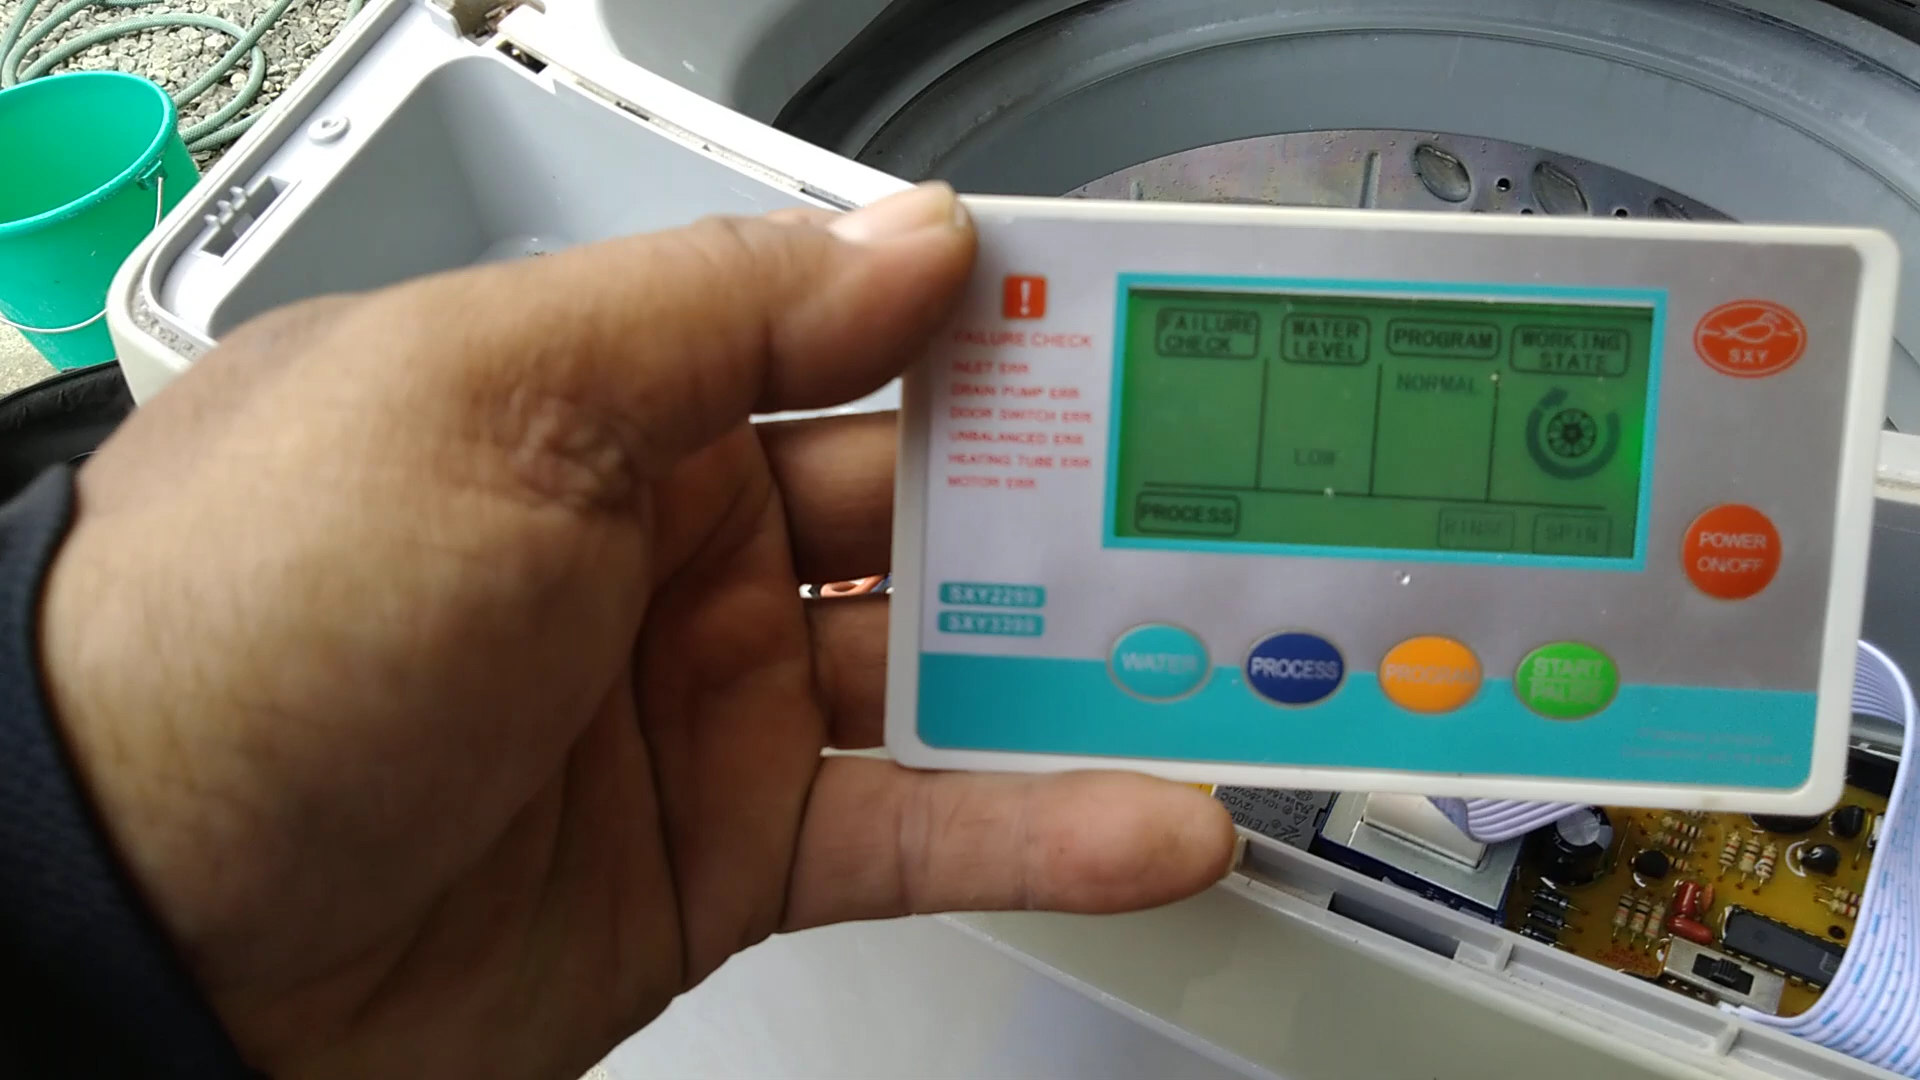 !
FAILURE CHECK
INLET ERR
DRAIN PUMP ERR
DOOR SWITCH ERR
UNBALANCED ERR
HEATING TUBE ERR
MOTOR ERR
SXY2299
SXY3399
FAILURE CHECK
WATER LEVEL
PROGRAM
WORKING STATE
NORMAL
LOW
PROCESS
RINSE
SPIN
SXY
POWER
ON/OFF
WATER
PROCESS
PROGRAM
START
PAUSE
12VDC